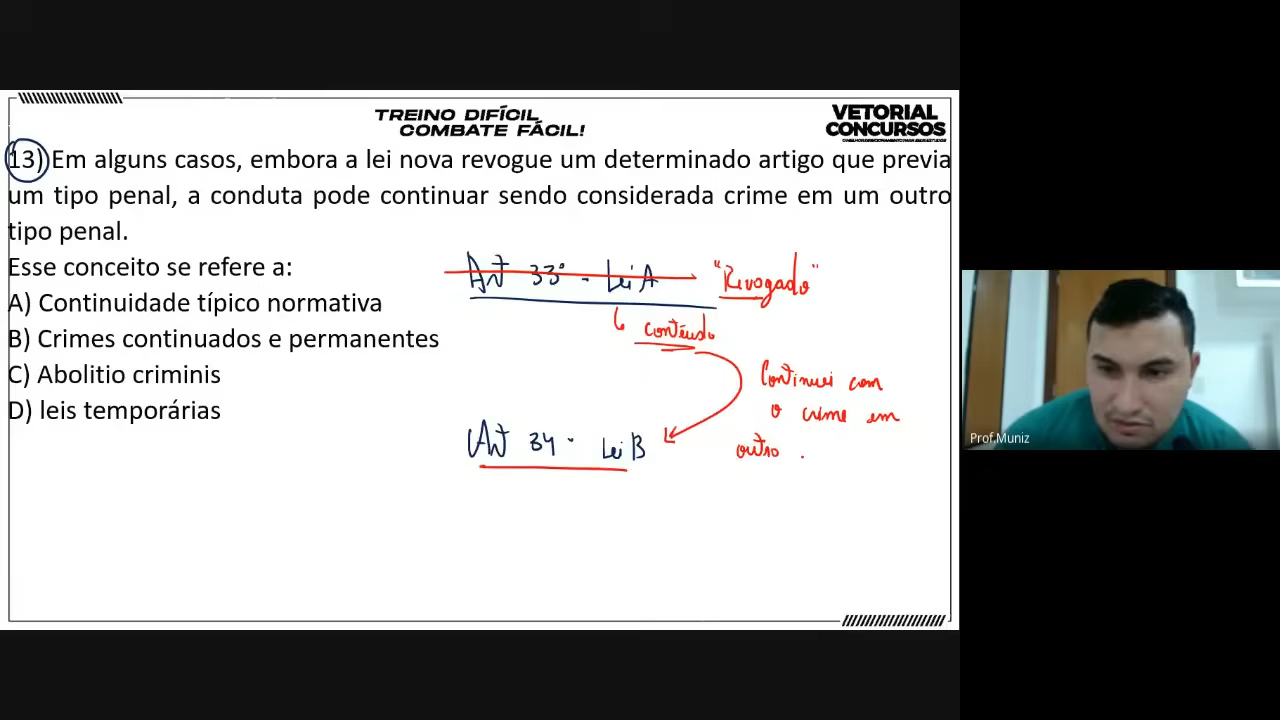 TREINO DIFÍCIL
COMBATE FÁCIL!
VETORIAL
CONCURSOS
13) Em alguns casos, embora a lei nova revogue um determinado artigo que previa
um tipo penal, a conduta pode continuar sendo considerada crime em um outro
tipo penal.
Esse conceito se refere a:
A) Continuidade típico normativa
B) Crimes continuados e permanentes
C) Abolitio criminis
D) leis temporárias
Art 33° - Lei A
"Revogado"
contéudo
Continuei com
o crime em
outro .
Art 34 · Lei B
Prof.Muniz